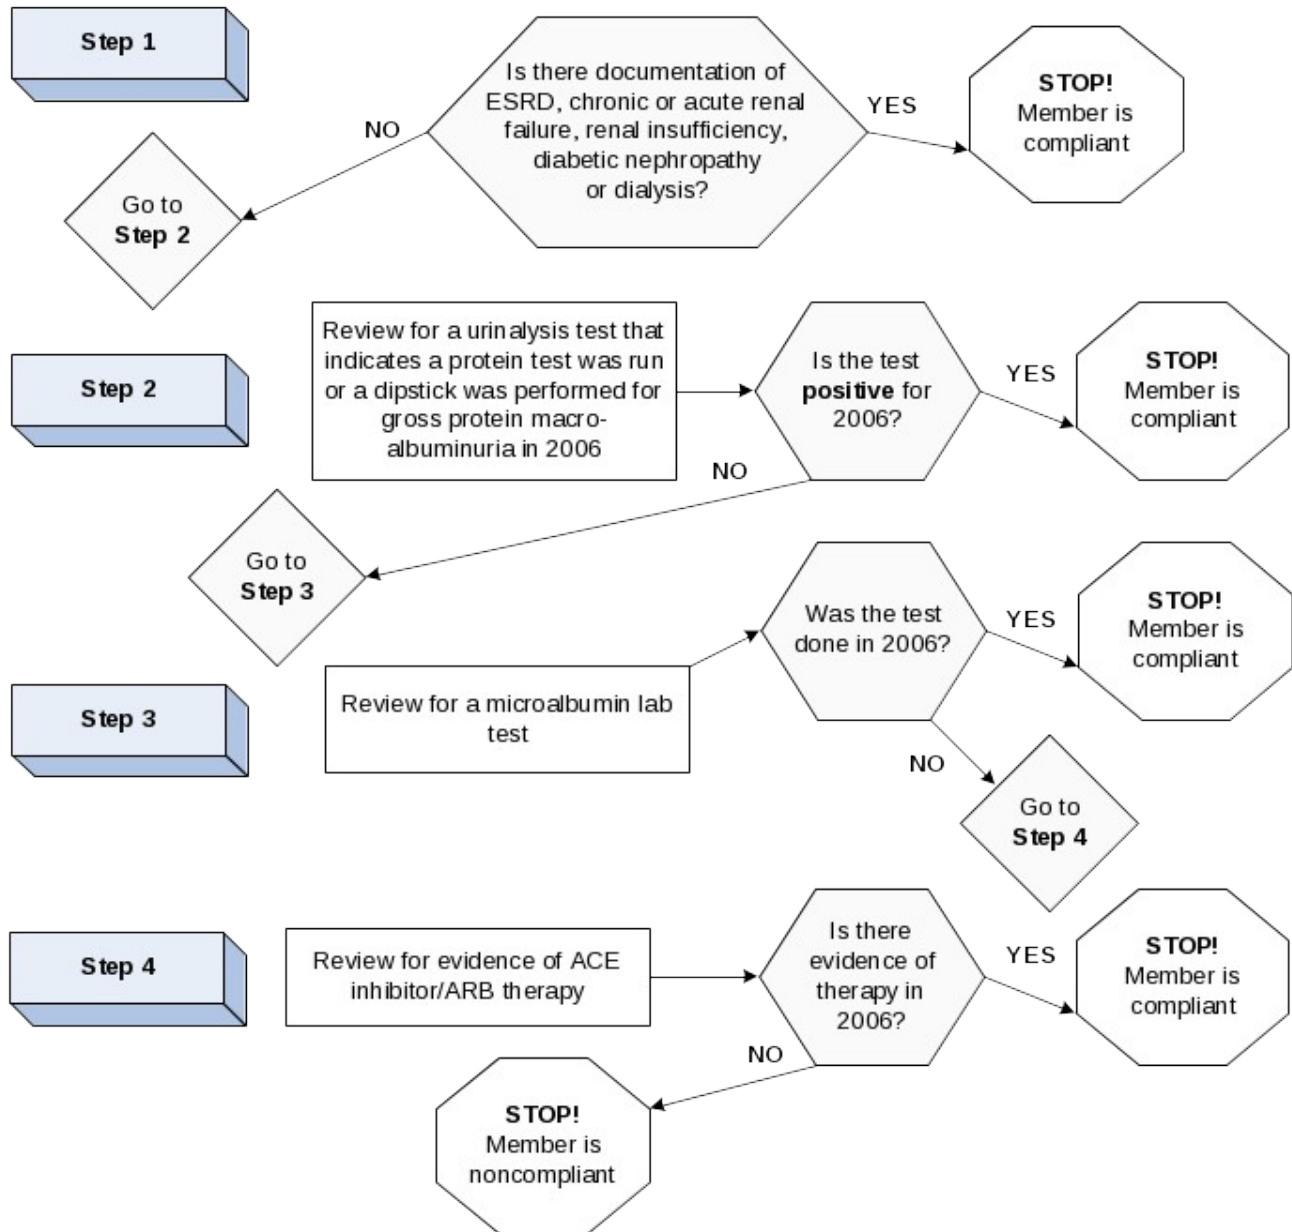 Step 1
Is there documentation of
ESRD, chronic or acute renal
failure, renal insufficiency,
diabetic nephropathy
or dialysis?
YES
STOP!
Member is
compliant
NO
Go to
Step 2
Step 2
Review for a urinalysis test that
indicates a protein test was run
or a dipstick was performed for
gross protein macro-
albuminuria in 2006
Is the test
positive for
2006?
YES
STOP!
Member is
compliant
NO
Go to
Step 3
Step 3
Review for a microalbumin lab
test
Was the test
done in 2006?
YES
STOP!
Member is
compliant
NO
Go to
Step 4
Step 4
Review for evidence of ACE
inhibitor/ARB therapy
Is there
evidence of
therapy in
2006?
YES
STOP!
Member is
compliant
NO
STOP!
Member is
noncompliant